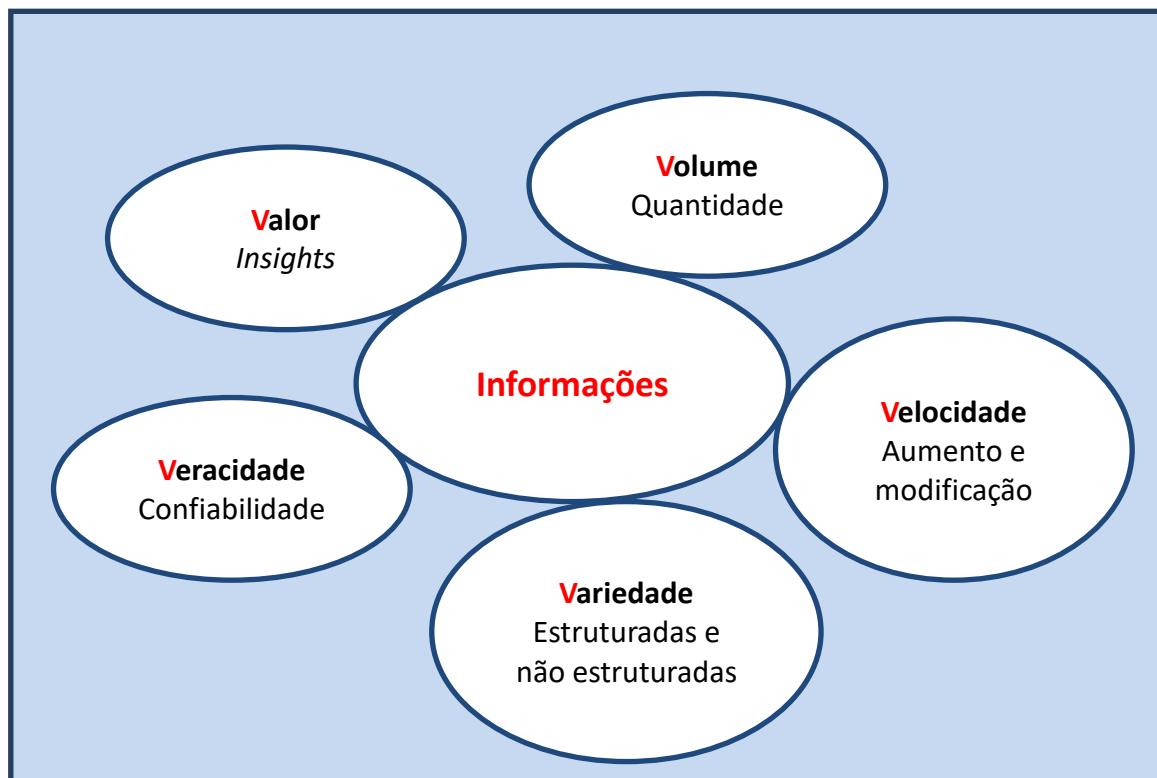 Volume
Quantidade
Valor
Insights
Informações
Velocidade
Aumento e
modificação
Veracidade
Confiabilidade
Variedade
Estruturadas e
não estruturadas